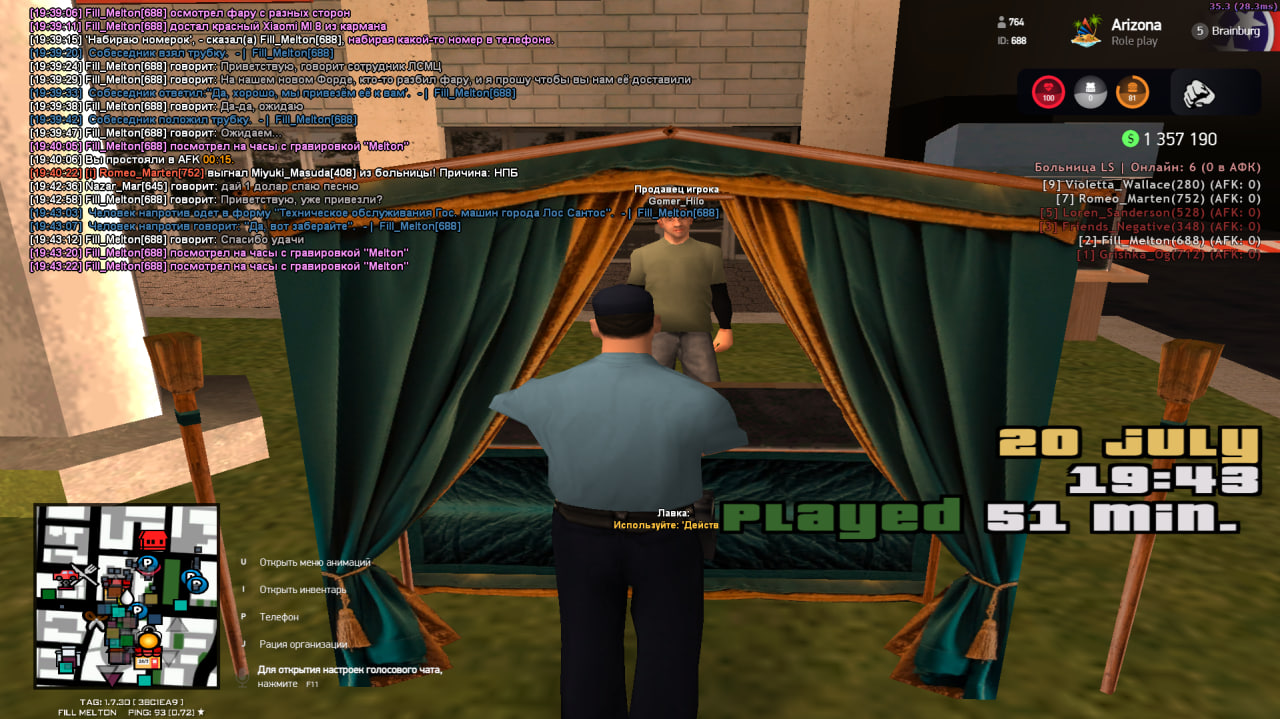 [19:39:06] Fill_Melton[688] осмотрел фару с разных сторон
[19:39:11] Fill_Melton[688] достал красный Xiaomi MI 8 из кармана
[19:39:15] 'Набираю номерок', - сказал(а) Fill_Melton[688], набирая какой-то номер в телефоне.
[19:39:20] Собеседник взял трубку. - | Fill_Melton[688]
[19:39:24] Fill_Melton[688] говорит: Приветствую, говорит сотрудник ЛСМЦ
[19:39:29] Fill_Melton[688] говорит: На нашем новом Форде, кто-то разбил фару, и я прошу чтобы вы нам её доставили
[19:39:33] Собеседник ответил:"Да, хорошо, мы привезём её к вам". - | Fill_Melton[688]
[19:39:38] Fill_Melton[688] говорит: Да-да, ожидаю
[19:39:42] Собеседник положил трубку. - | Fill_Melton[688]
[19:39:47] Fill_Melton[688] говорит: Ожидаем...
[19:40:05] Fill_Melton[688] посмотрел на часы с гравировкой "Melton"
[19:40:06] Вы простояли в AFK 00:15.
[19:40:22] [i] Romeo_Marten[752] выгнал Miyuki_Masuda[408] из больницы! Причина: НПБ
[19:42:36] Nazar_Mar[645] говорит: дай 1 долар спаю песню
[19:42:58] Fill_Melton[688] говорит: Приветствую, уже привезли?
[19:43:03] Человек напротив одет в форму "Техническое обслуживания Гос. машин города Лос Сантос". - | Fill_Melton[688]
[19:43:07] Человек напротив говорит: "Да, вот заберайте". - | Fill_Melton[688]
[19:43:12] Fill_Melton[688] говорит: Спасибо удачи
[19:43:20] Fill_Melton[688] посмотрел на часы с гравировкой "Melton"
[19:43:22] Fill_Melton[688] посмотрел на часы с гравировкой "Melton"
35.3 (28.3ms)
764
ID: 688
Arizona
Role play
5 Brainburg
100
0
81
$ 1 357 190
Больница LS | Онлайн: 6 (0 в АФК)
[9] Violetta_Wallace(280) (AFK: 0)
[7] Romeo_Marten(752) (AFK: 0)
[5] Loren_Sanderson(528) (AFK: 0)
[3] Friends_Negative(348) (AFK: 0)
[2] Fill_Melton(688) (AFK: 0)
[1] Grishka_Og(712) (AFK: 0)
Продавец игрока
Gomer_Hilo
Лавка:
Используйте: 'Действ
20 JULY
19:43
PLAYED 51 min.
U Открыть меню анимаций
I Открыть инвентарь
P Телефон
J Рация организации
Для открытия настроек голосового чата,
нажмите F11
TAG: 1.7.30 [ 38C1EA9 ]
FILL MELTON PING: 93 (0.72) ★